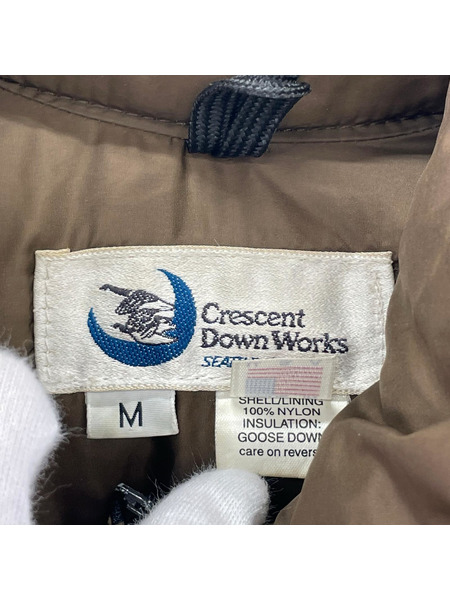 Crescent
Down Works
M
SHELL/LINING
100% NYLON
INSULATION:
GOOSE DOWN
care on revers